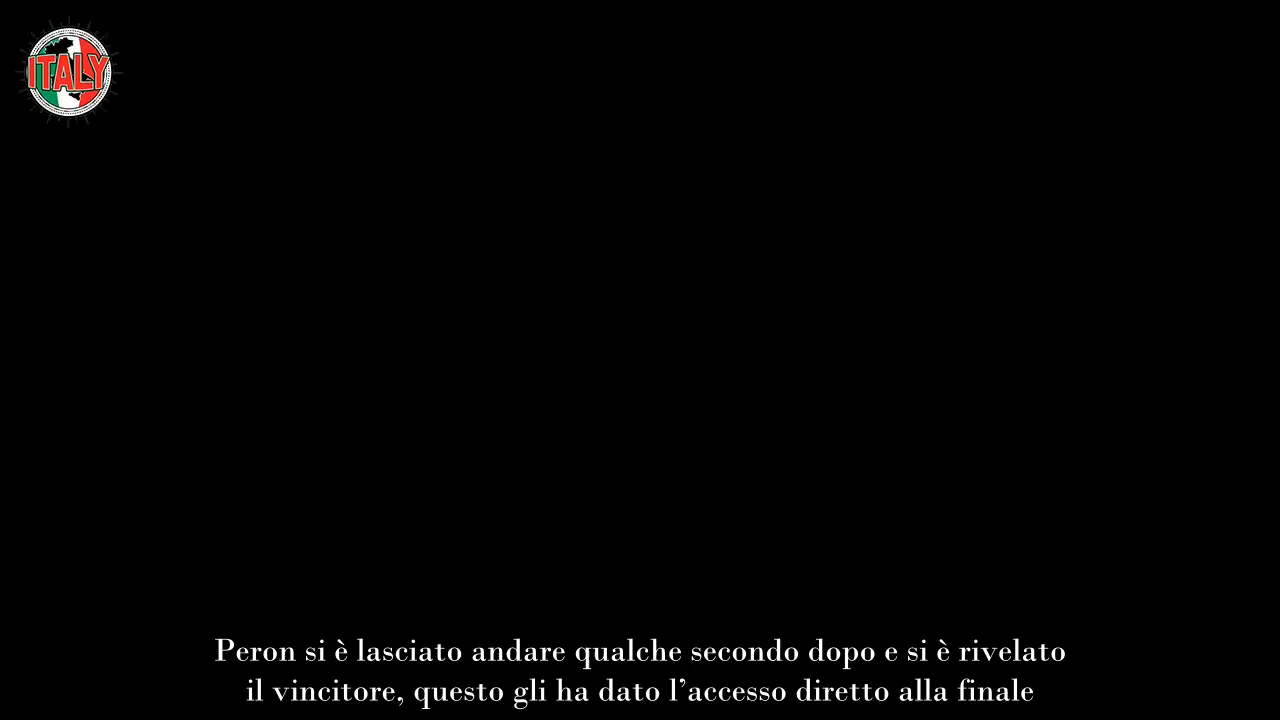 ITALY
Peron si è lasciato andare qualche secondo dopo e si è rivelato
il vincitore, questo gli ha dato l’accesso diretto alla finale